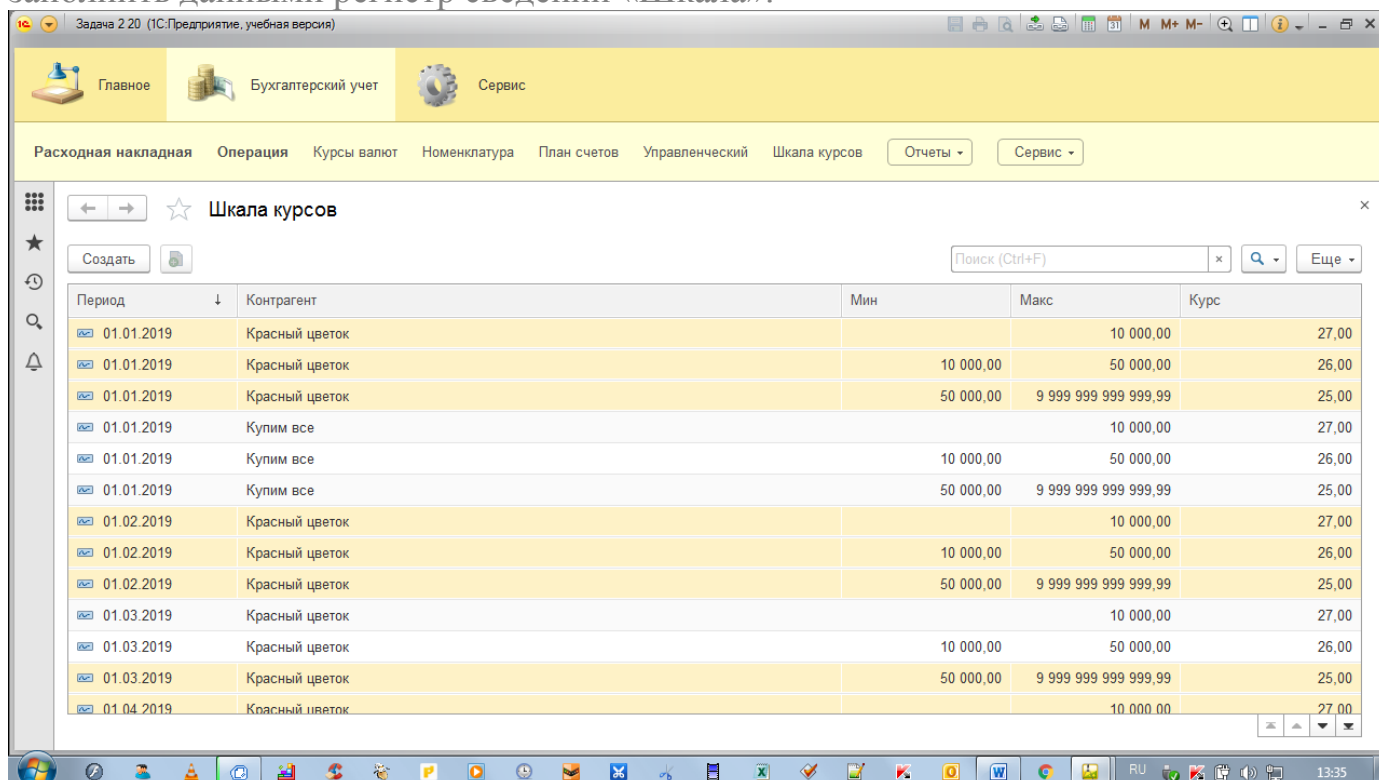 заполнить данными регистр сведений «Шкала».
Задача 2 20 (1С:Предприятие, учебная версия)
M M+ M-
Главное Бухгалтерский учет Сервис
Расходная накладная Операция Курсы валют Номенклатура План счетов Управленческий Шкала курсов Отчеты Сервис
Шкала курсов
Создать Поиск (Ctrl+F) Еще
Период Контрагент Мин Макс Курс
01.01.2019 Красный цветок 10 000,00 27,00
01.01.2019 Красный цветок 10 000,00 50 000,00 26,00
01.01.2019 Красный цветок 50 000,00 9 999 999 999 999,99 25,00
01.01.2019 Купим все 10 000,00 27,00
01.01.2019 Купим все 10 000,00 50 000,00 26,00
01.01.2019 Купим все 50 000,00 9 999 999 999 999,99 25,00
01.02.2019 Красный цветок 10 000,00 27,00
01.02.2019 Красный цветок 10 000,00 50 000,00 26,00
01.02.2019 Красный цветок 50 000,00 9 999 999 999 999,99 25,00
01.03.2019 Красный цветок 10 000,00 27,00
01.03.2019 Красный цветок 10 000,00 50 000,00 26,00
01.03.2019 Красный цветок 50 000,00 9 999 999 999 999,99 25,00
01.04.2019 Красный цветок 10 000,00 27,00
RU 13:35